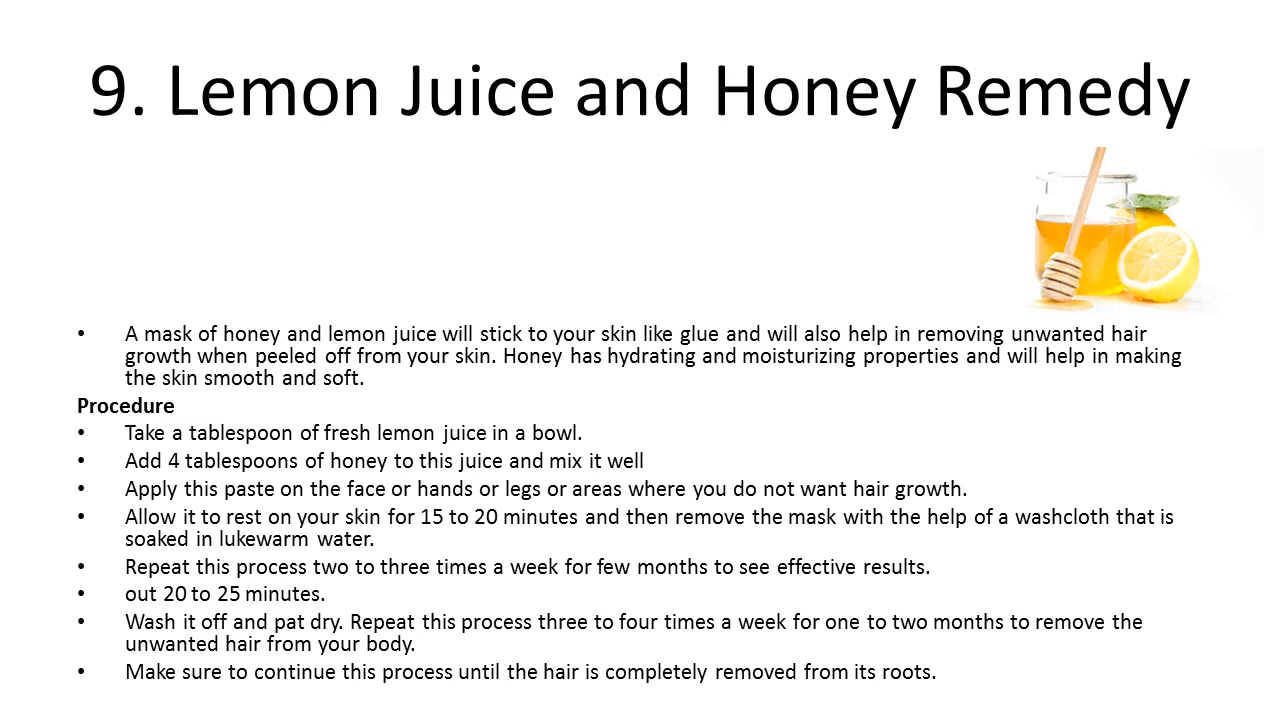 9. Lemon Juice and Honey Remedy
• A mask of honey and lemon juice will stick to your skin like glue and will also help in removing unwanted hair
growth when peeled off from your skin. Honey has hydrating and moisturizing properties and will help in making
the skin smooth and soft.
Procedure
• Take a tablespoon of fresh lemon juice in a bowl.
• Add 4 tablespoons of honey to this juice and mix it well
• Apply this paste on the face or hands or legs or areas where you do not want hair growth.
• Allow it to rest on your skin for 15 to 20 minutes and then remove the mask with the help of a washcloth that is
soaked in lukewarm water.
• Repeat this process two to three times a week for few months to see effective results.
• out 20 to 25 minutes.
• Wash it off and pat dry. Repeat this process three to four times a week for one to two months to remove the
unwanted hair from your body.
• Make sure to continue this process until the hair is completely removed from its roots.